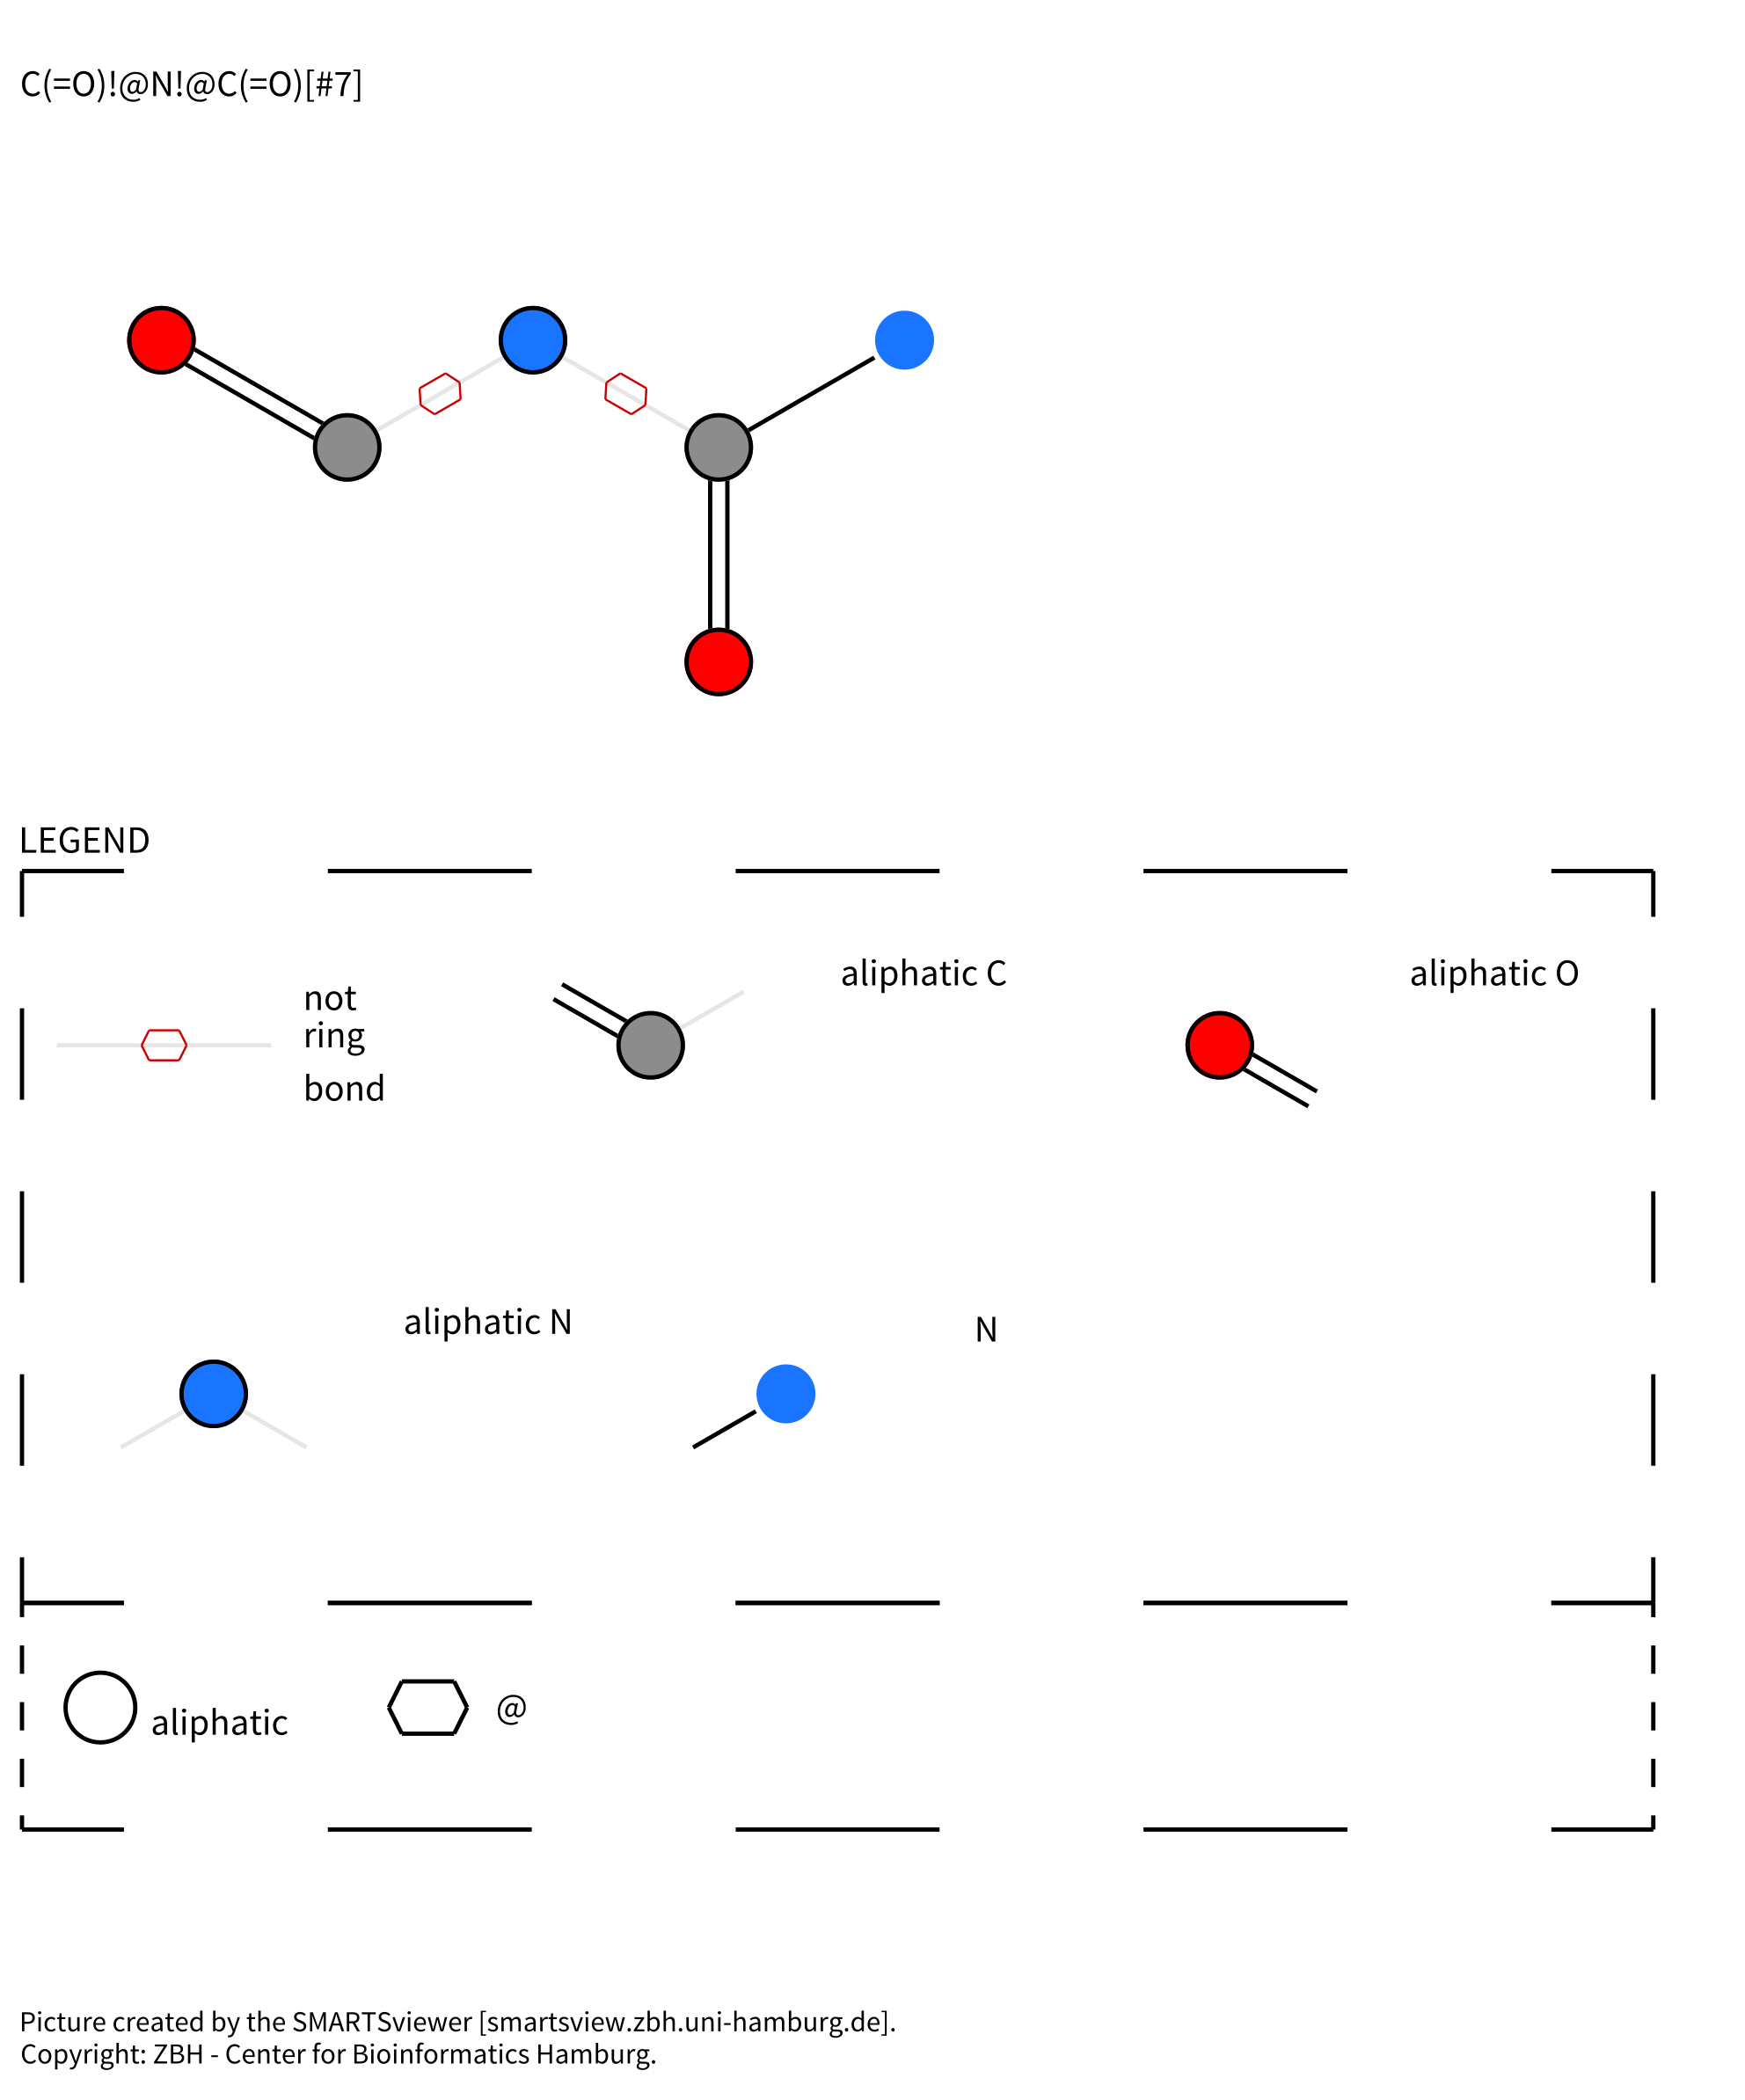 C(=O)!@N!@C(=O)[#7]
LEGEND
not
ring
bond
aliphatic C
aliphatic O
aliphatic N
N
aliphatic
@
Picture created by the SMARTSviewer [smartsview.zbh.uni-hamburg.de].
Copyright: ZBH - Center for Bioinformatics Hamburg.